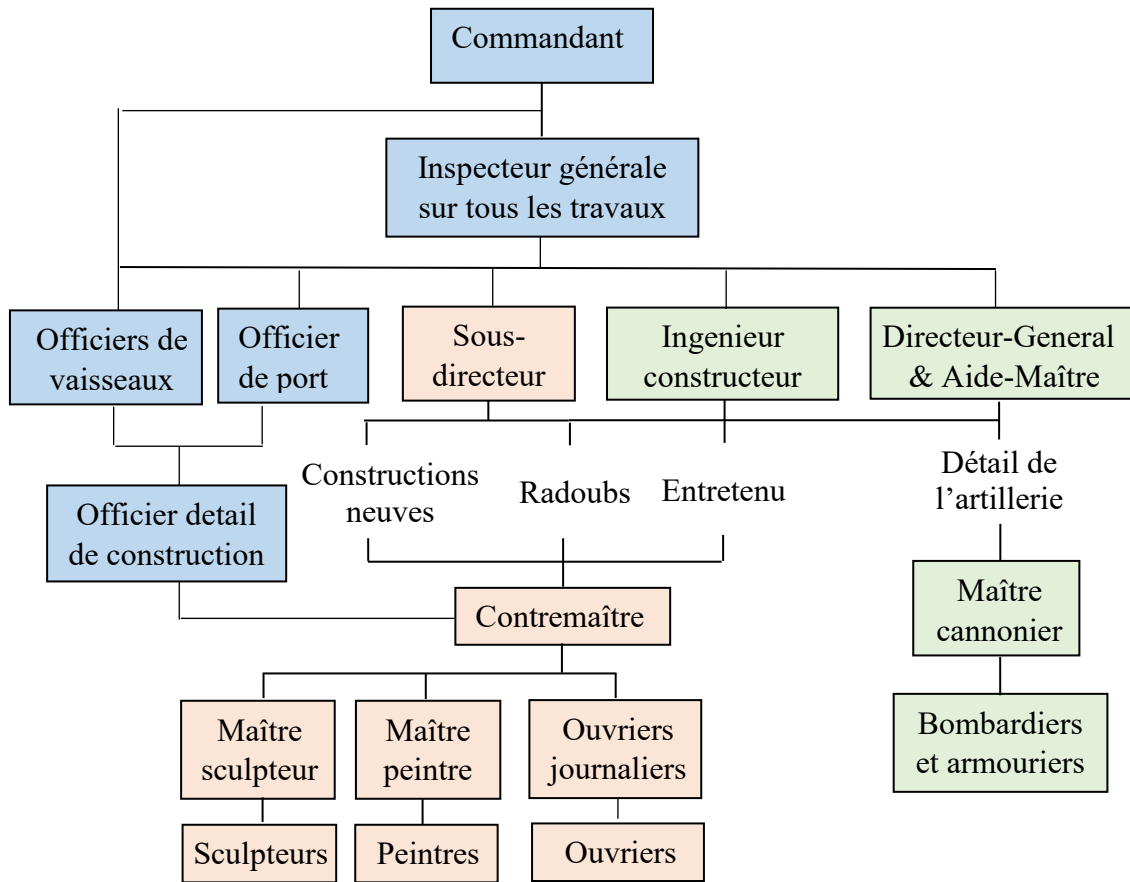 Commandant
Inspecteur générale
sur tous les travaux
Officiers de
vaisseaux
Officier
de port
Sous-
directeur
Ingenieur
constructeur
Directeur-General
& Aide-Maître
Constructions
neuves
Radoubs
Entretenu
Détail de
l’artillerie
Officier detail
de construction
Contremaître
Maître
cannonier
Maître
sculpteur
Maître
peintre
Ouvriers
journaliers
Bombardiers
et armouriers
Sculpteurs
Peintres
Ouvriers